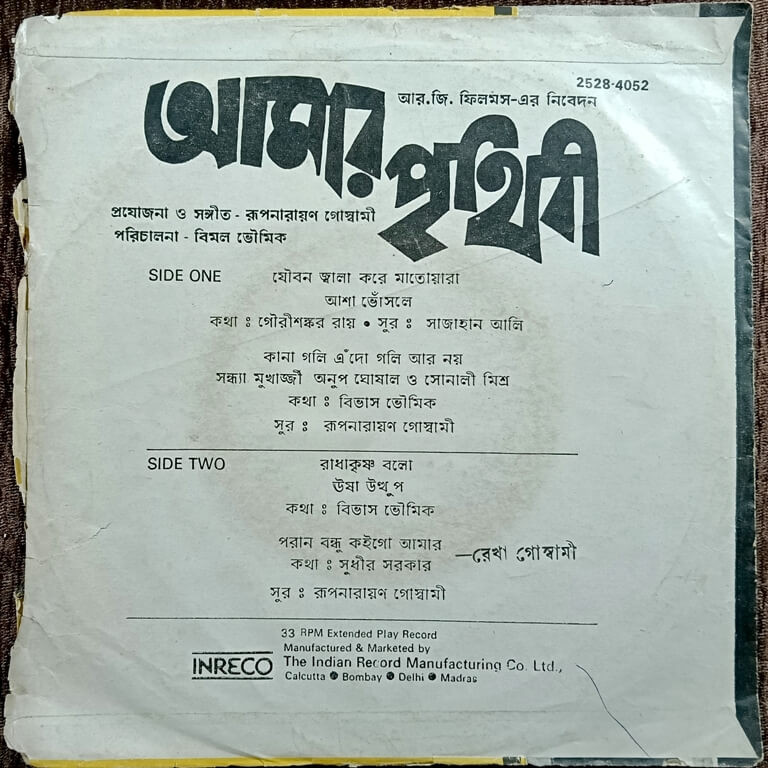 2528-4052
আর.জি. ফিল্মস-এর নিবেদন
আমার পৃথিবী
প্রযোজনা ও সঙ্গীত - রূপনারায়ণ গোস্বামী
পরিচালনা - বিমল ভৌমিক
SIDE ONE যৌবন জ্বালা করে মাতোয়ারা
আশা ভোঁসলে
কথা : গৌরীশঙ্কর রায় • সুর : সাজাহান আলি
কানা গলি এঁদো গলি আর নয়
সন্ধ্যা মুখার্জ্জী অনুপ ঘোষাল ও সোনালী মিশ্র
কথা : বিভাস ভৌমিক
সুর : রূপনারায়ণ গোস্বামী
SIDE TWO রাধাকৃষ্ণ বলো
ঊষা উত্থুপ
কথা : বিভাস ভৌমিক
পরান বন্ধু কইগো আমার —রেখা গোস্বামী
কথা : সুধীর সরকার
সুর : রূপনারায়ণ গোস্বামী
33 RPM Extended Play Record
Manufactured & Marketed by
INRECO The Indian Record Manufacturing Co. Ltd.,
Calcutta • Bombay • Delhi • Madras